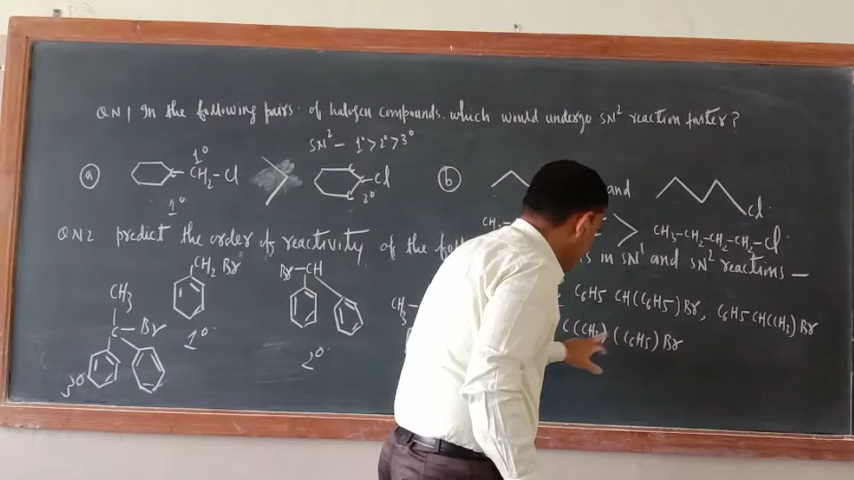 QN1 In the following pairs of halogen compounds which would undergo SN² reaction faster?
SN² - 1° > 2° > 3°
(a) 1° CH₂-Cl > Cl 2°
1°
(b) and Cl
CH₃-CH₂-CH₂-CH₂-Cl
QN2 predict the order of reactivity of the in SN¹ and SN² reactions —
CH₂Br
1°
Br-CH
2°
CH₃
C-Br
3°
CH
C₆H₅CH(C₆H₅)Br, C₆H₅-CH(CH₃)Br
C(CH₃)(C₆H₅)Br